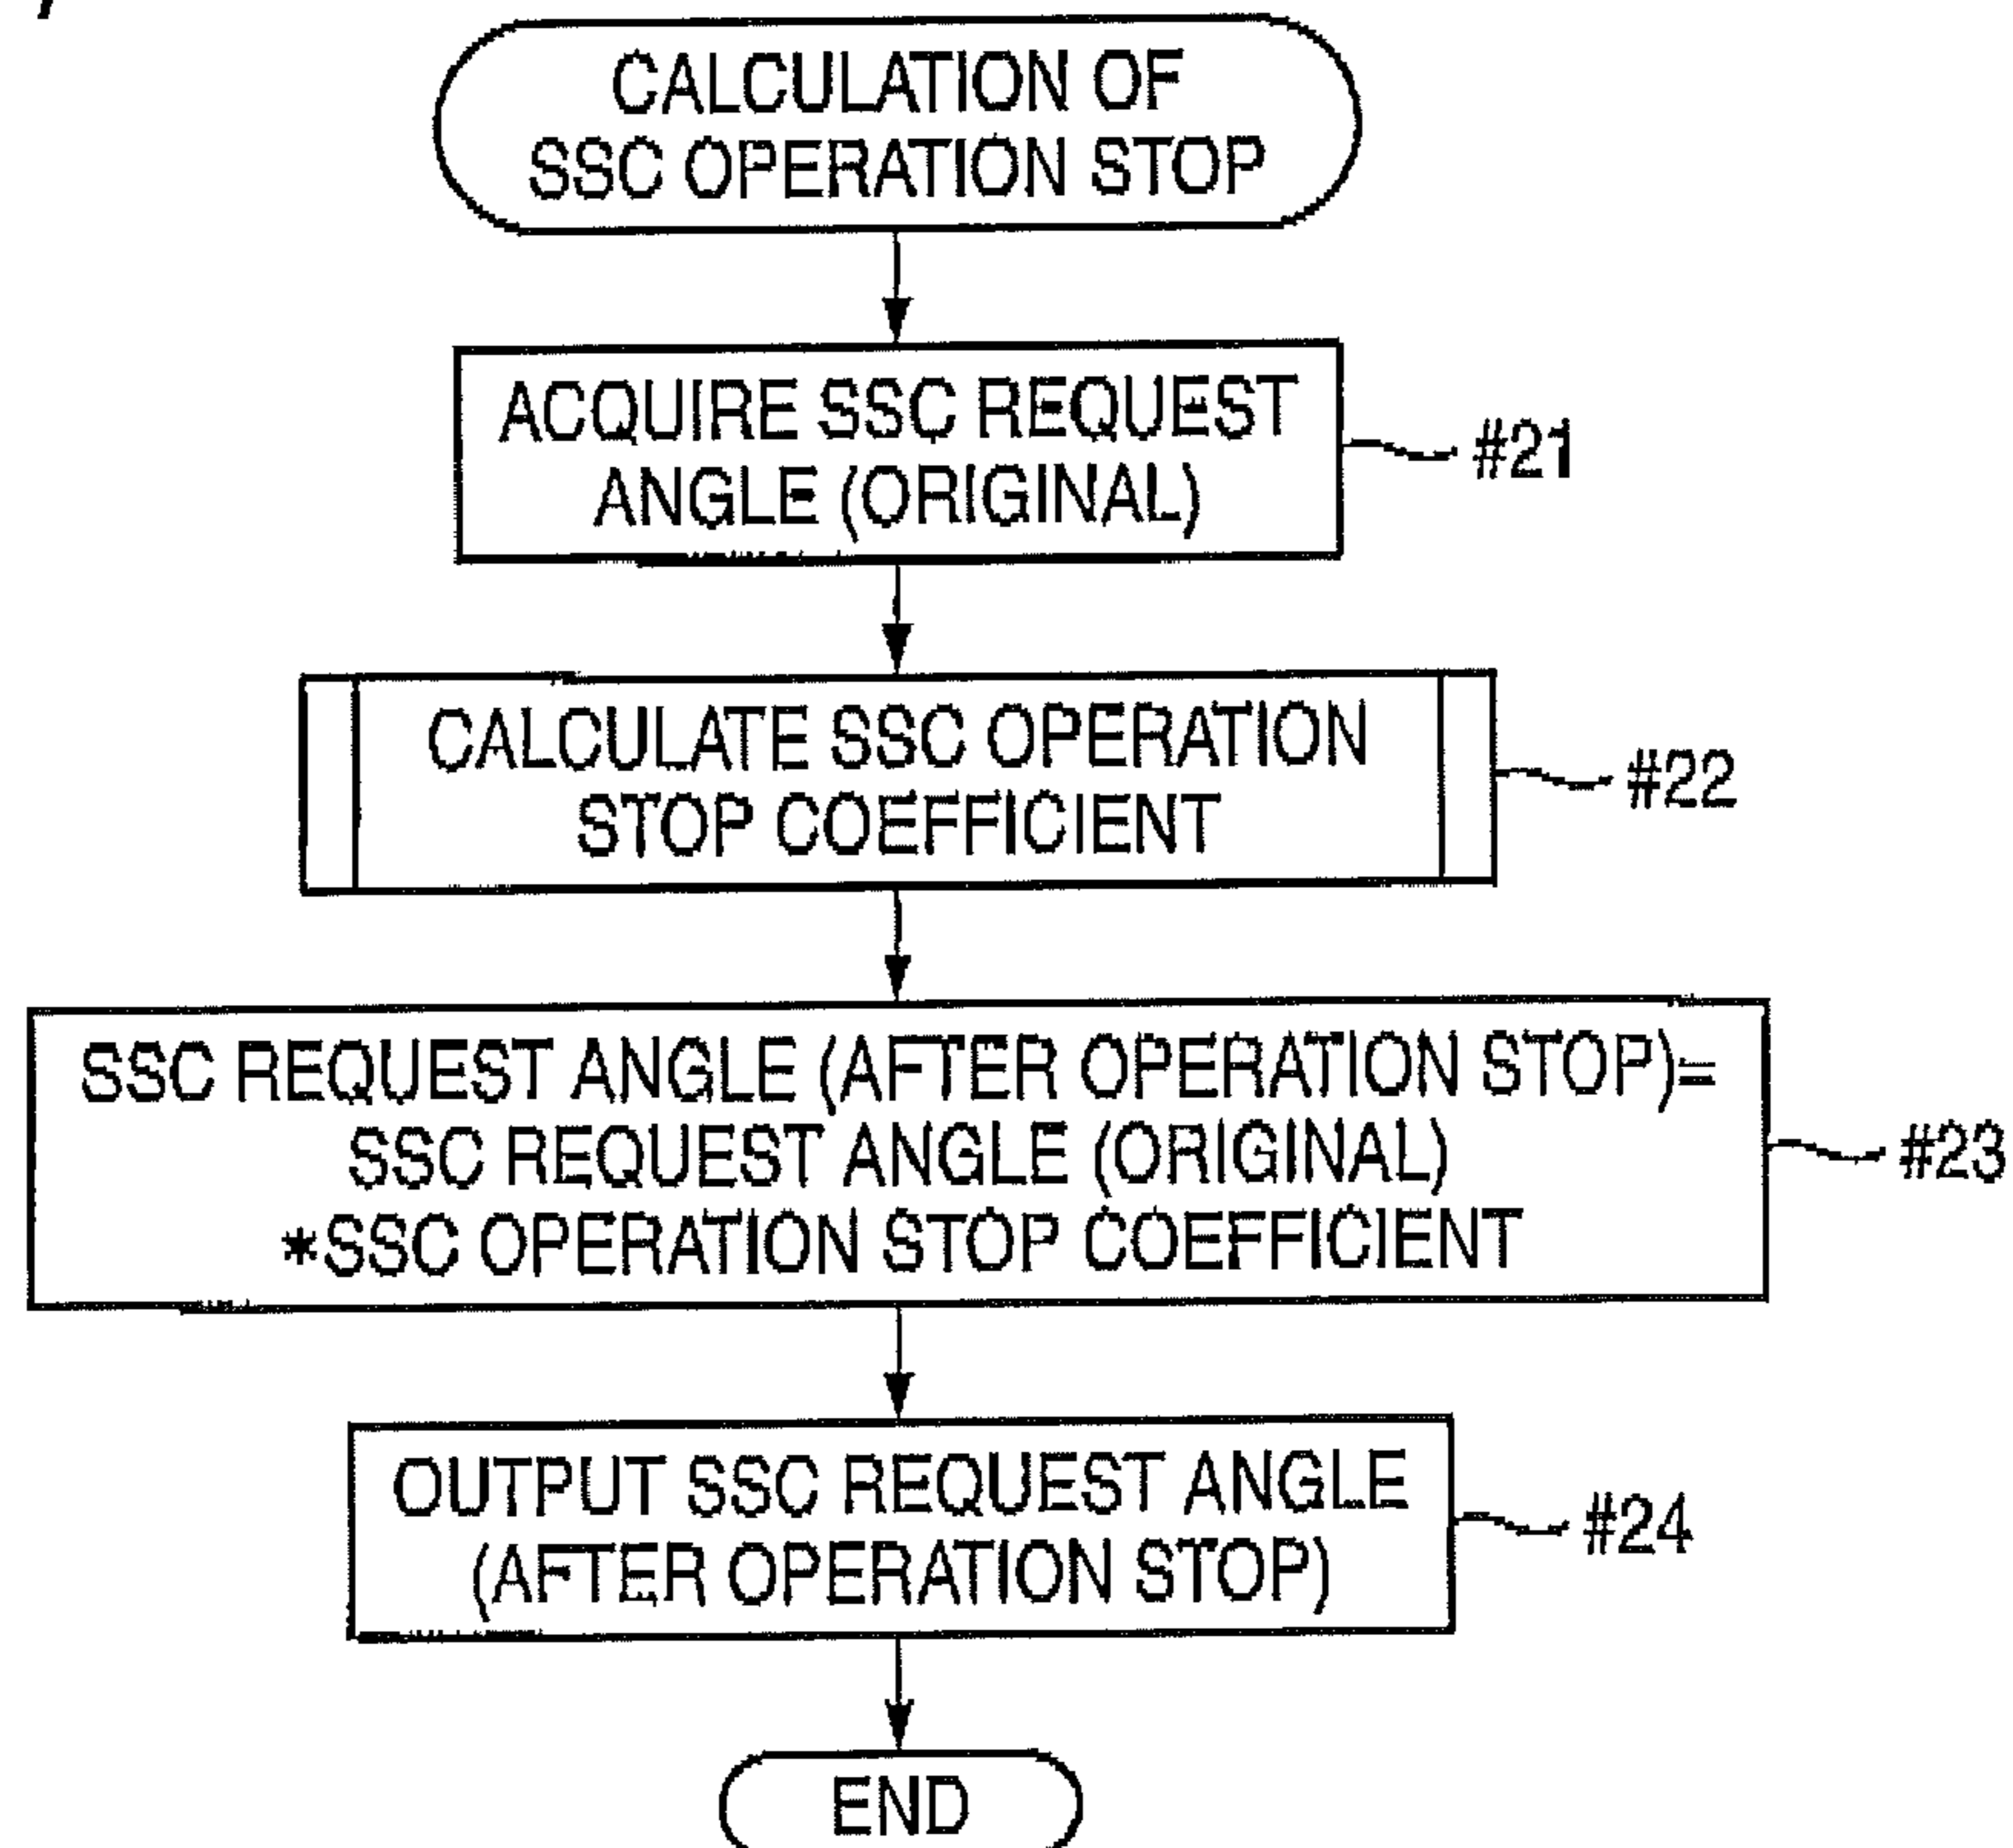 CALCULATION OF
SSC OPERATION STOP
ACQUIRE SSC REQUEST
ANGLE (ORIGINAL)
#21
CALCULATE SSC OPERATION
STOP COEFFICIENT
#22
SSC REQUEST ANGLE (AFTER OPERATION STOP)=
SSC REQUEST ANGLE (ORIGINAL)
*SSC OPERATION STOP COEFFICIENT
#23
OUTPUT SSC REQUEST ANGLE
(AFTER OPERATION STOP)
#24
END